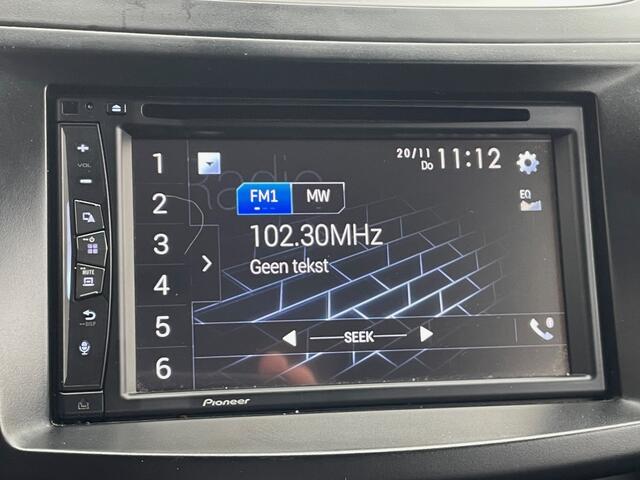 20/11
Do 11:12
Radio
FM1 MW
EQ
102.30MHz
Geen tekst
SEEK
1
2
3
4
5
6
+
VOL
−
MUTE
DISP
Pioneer